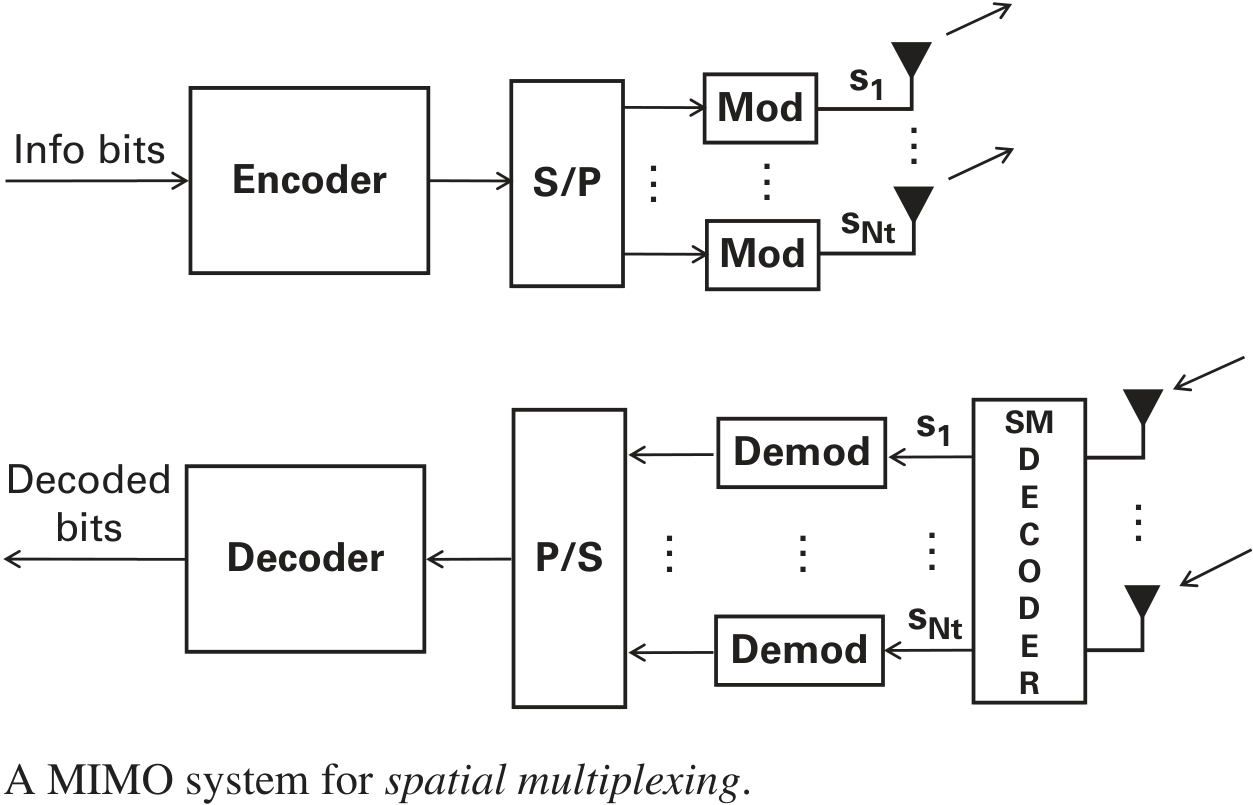 Info bits
Encoder
S/P
Mod
s1
Mod
sNt
Decoded
bits
Decoder
P/S
Demod
s1
Demod
sNt
SM
D
E
C
O
D
E
R
A MIMO system for spatial multiplexing.